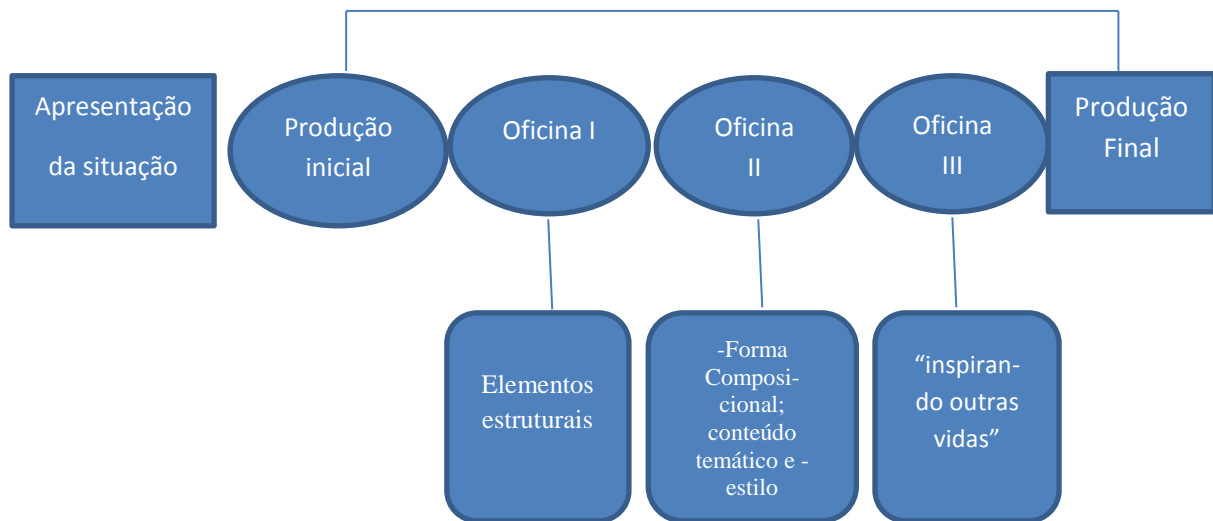 Apresentação
da situação
Produção
inicial
Oficina I
Oficina
II
Oficina
III
Produção
Final
Elementos
estruturais
-Forma
Composi-
cional;
conteúdo
temático e -
estilo
“inspiran-
do outras
vidas”